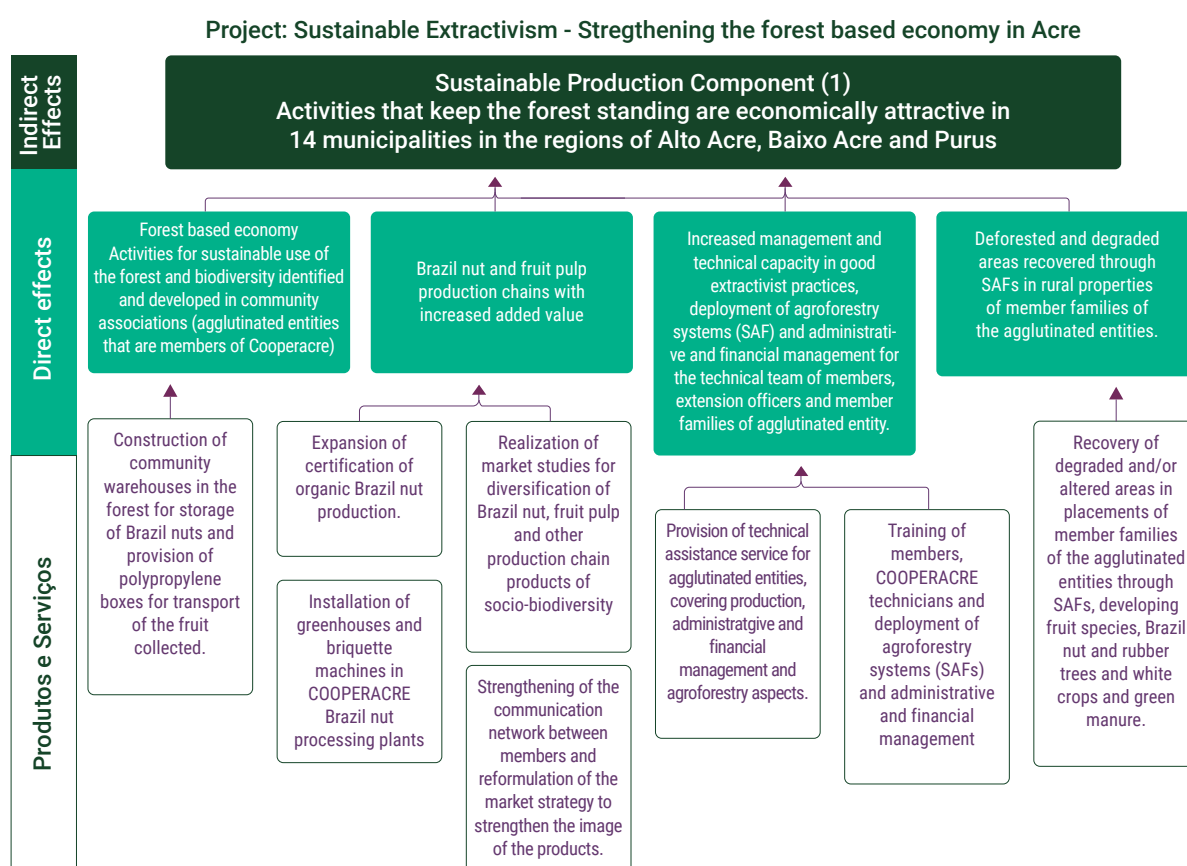 Project: Sustainable Extractivism - Stregthening the forest based economy in Acre
Indirect
Effects
Sustainable Production Component (1)
Activities that keep the forest standing are economically attractive in
14 municipalities in the regions of Alto Acre, Baixo Acre and Purus
Direct effects
Forest based economy
Activities for sustainable use of
the forest and biodiversity identified
and developed in community
associations (agglutinated entities
that are members of Cooperacre)
Brazil nut and fruit pulp
production chains with
increased added value
Increased management and
technical capacity in good
extractivist practices,
deployment of agroforestry
systems (SAF) and administrati-
ve and financial management for
the technical team of members,
extension officers and member
families of agglutinated entity.
Deforested and degraded
areas recovered through
SAFs in rural properties
of member families of
the agglutinated entities.
Produtos e Serviços
Construction of
community
warehouses in the
forest for storage
of Brazil nuts and
provision of
polypropylene
boxes for transport
of the fruit
collected.
Expansion of
certification of
organic Brazil nut
production.
Installation of
greenhouses and
briquette
machines in
COOPERACRE
Brazil nut
processing plants
Realization of
market studies for
diversification of
Brazil nut, fruit pulp
and other
production chain
products of
socio-biodiversity
Strengthening of the
communication
network between
members and
reformulation of the
market strategy to
strengthen the image
of the products.
Provision of technical
assistance service for
agglutinated entities,
covering production,
administratgive and
financial
management and
agroforestry aspects.
Training of
members,
COOPERACRE
technicians and
deployment of
agroforestry
systems (SAFs)
and administrative
and financial
management
Recovery of
degraded and/or
altered areas in
placements of
member families
of the agglutinated
entities through
SAFs, developing
fruit species, Brazil
nut and rubber
trees and white
crops and green
manure.